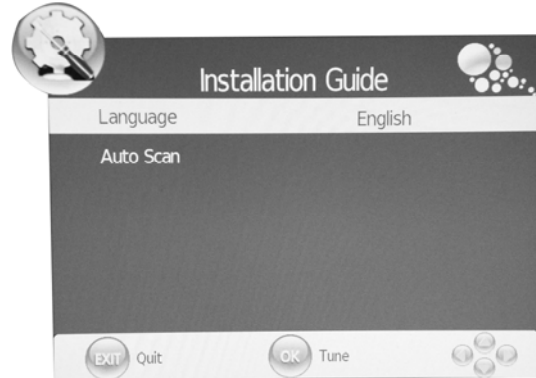 Installation Guide
Language English
Auto Scan
EXIT Quit OK Tune